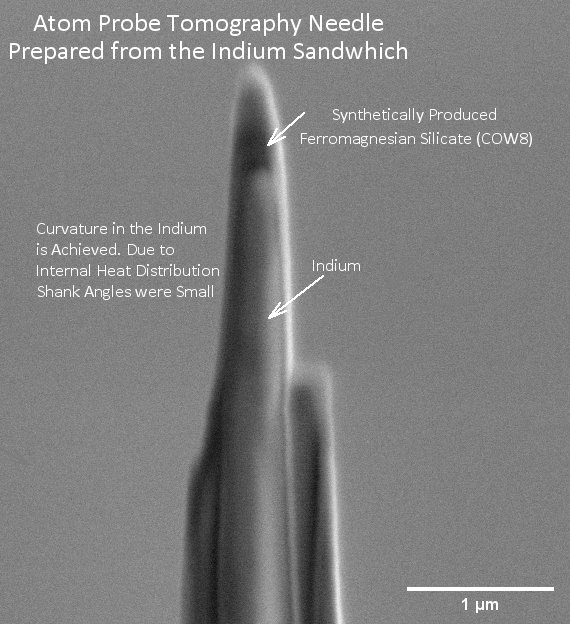 Atom Probe Tomography Needle
Prepared from the Indium Sandwhich
Synthetically Produced
Ferromagnesian Silicate (COW8)
Curvature in the Indium
is Achieved. Due to
Internal Heat Distribution
Shank Angles were Small
Indium
1 µm